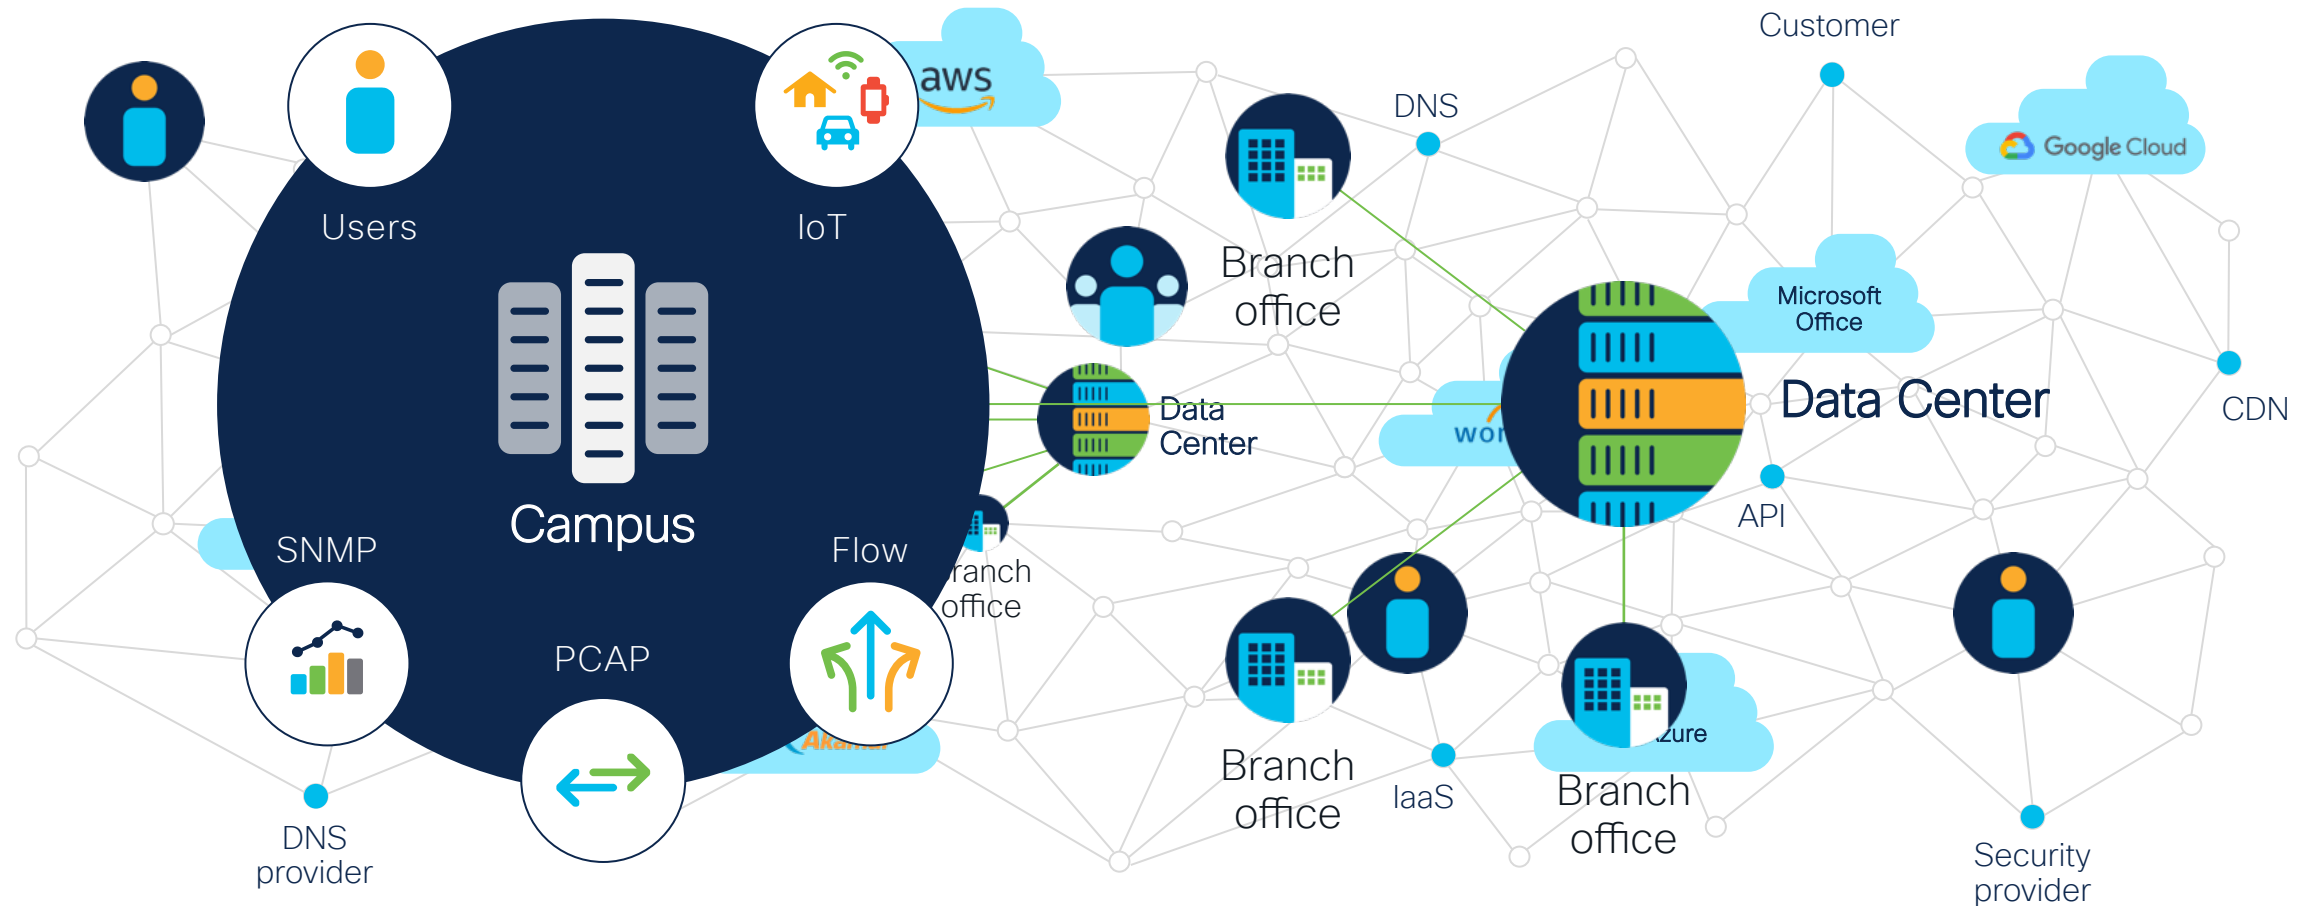 Customer
aws
DNS
Google Cloud
Users
IoT
Branch
office
Microsoft
Office
Data
Center
Data Center
CDN
Campus
API
SNMP
Flow
office
PCAP
Akamai
Branch
office
IaaS
Branch
office
DNS
provider
Security
provider